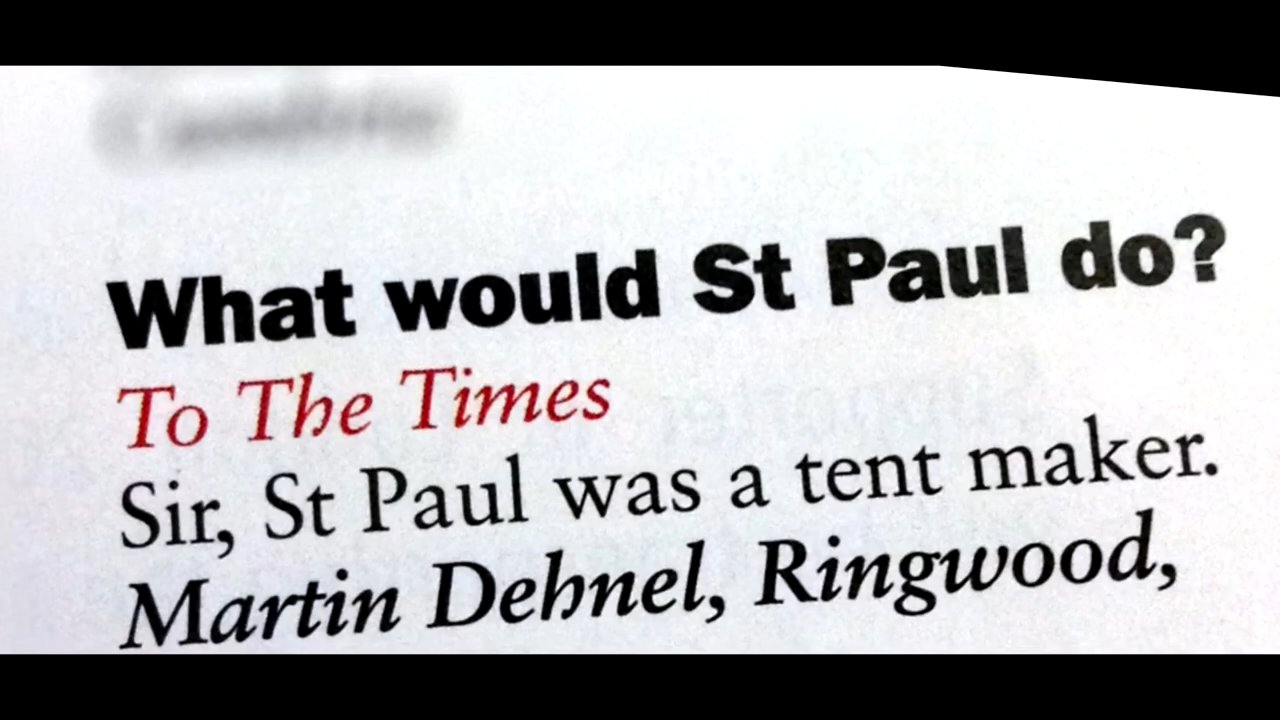 What would St Paul do?
To The Times
Sir, St Paul was a tent maker.
Martin Dehnel, Ringwood,